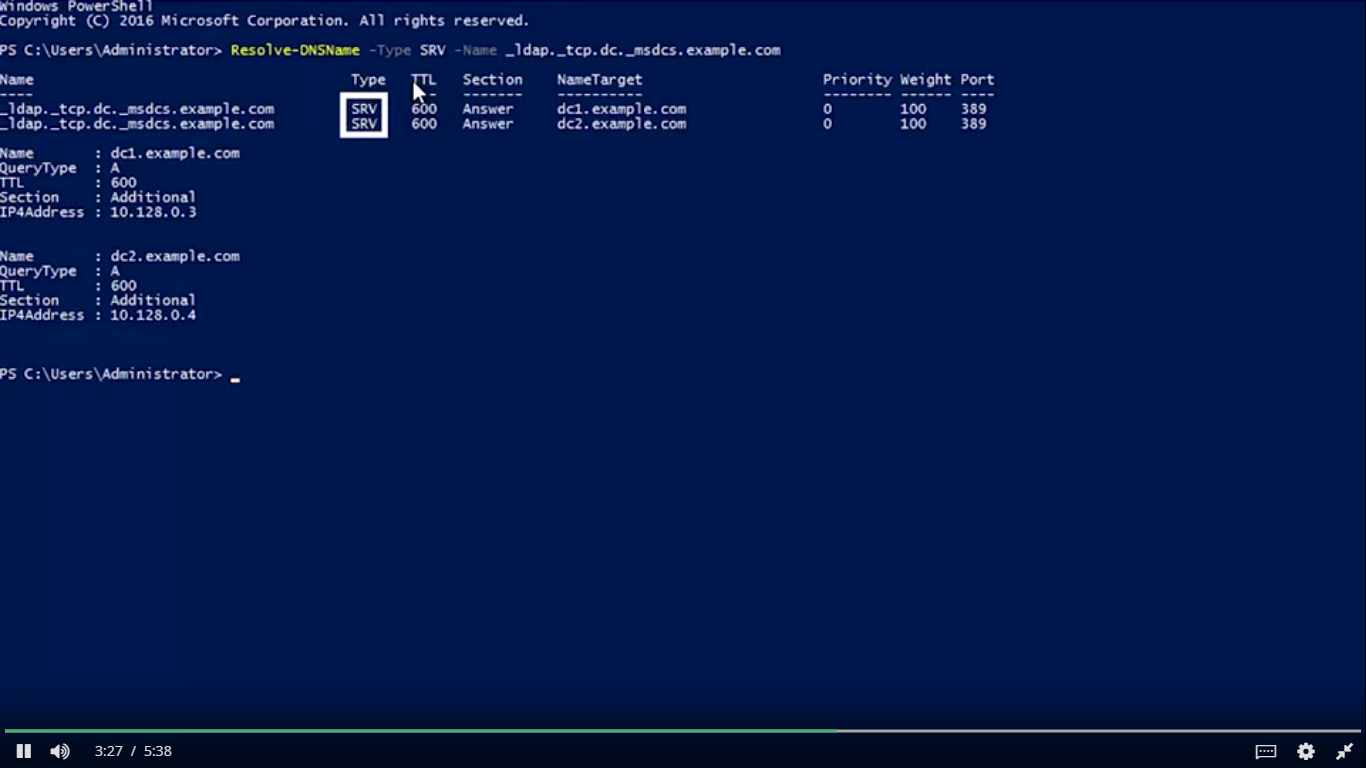 Windows PowerShell
Copyright (C) 2016 Microsoft Corporation. All rights reserved.
PS C:\Users\Administrator> Resolve-DNSName -Type SRV -Name _ldap._tcp.dc._msdcs.example.com
Name Type TTL Section NameTarget Priority Weight Port
---- ---- --- ------- ---------- -------- ------ ----
_ldap._tcp.dc._msdcs.example.com SRV 600 Answer dc1.example.com 0 100 389
_ldap._tcp.dc._msdcs.example.com SRV 600 Answer dc2.example.com 0 100 389
Name : dc1.example.com
QueryType : A
TTL : 600
Section : Additional
IP4Address : 10.128.0.3
Name : dc2.example.com
QueryType : A
TTL : 600
Section : Additional
IP4Address : 10.128.0.4
PS C:\Users\Administrator> _
3:27 / 5:38